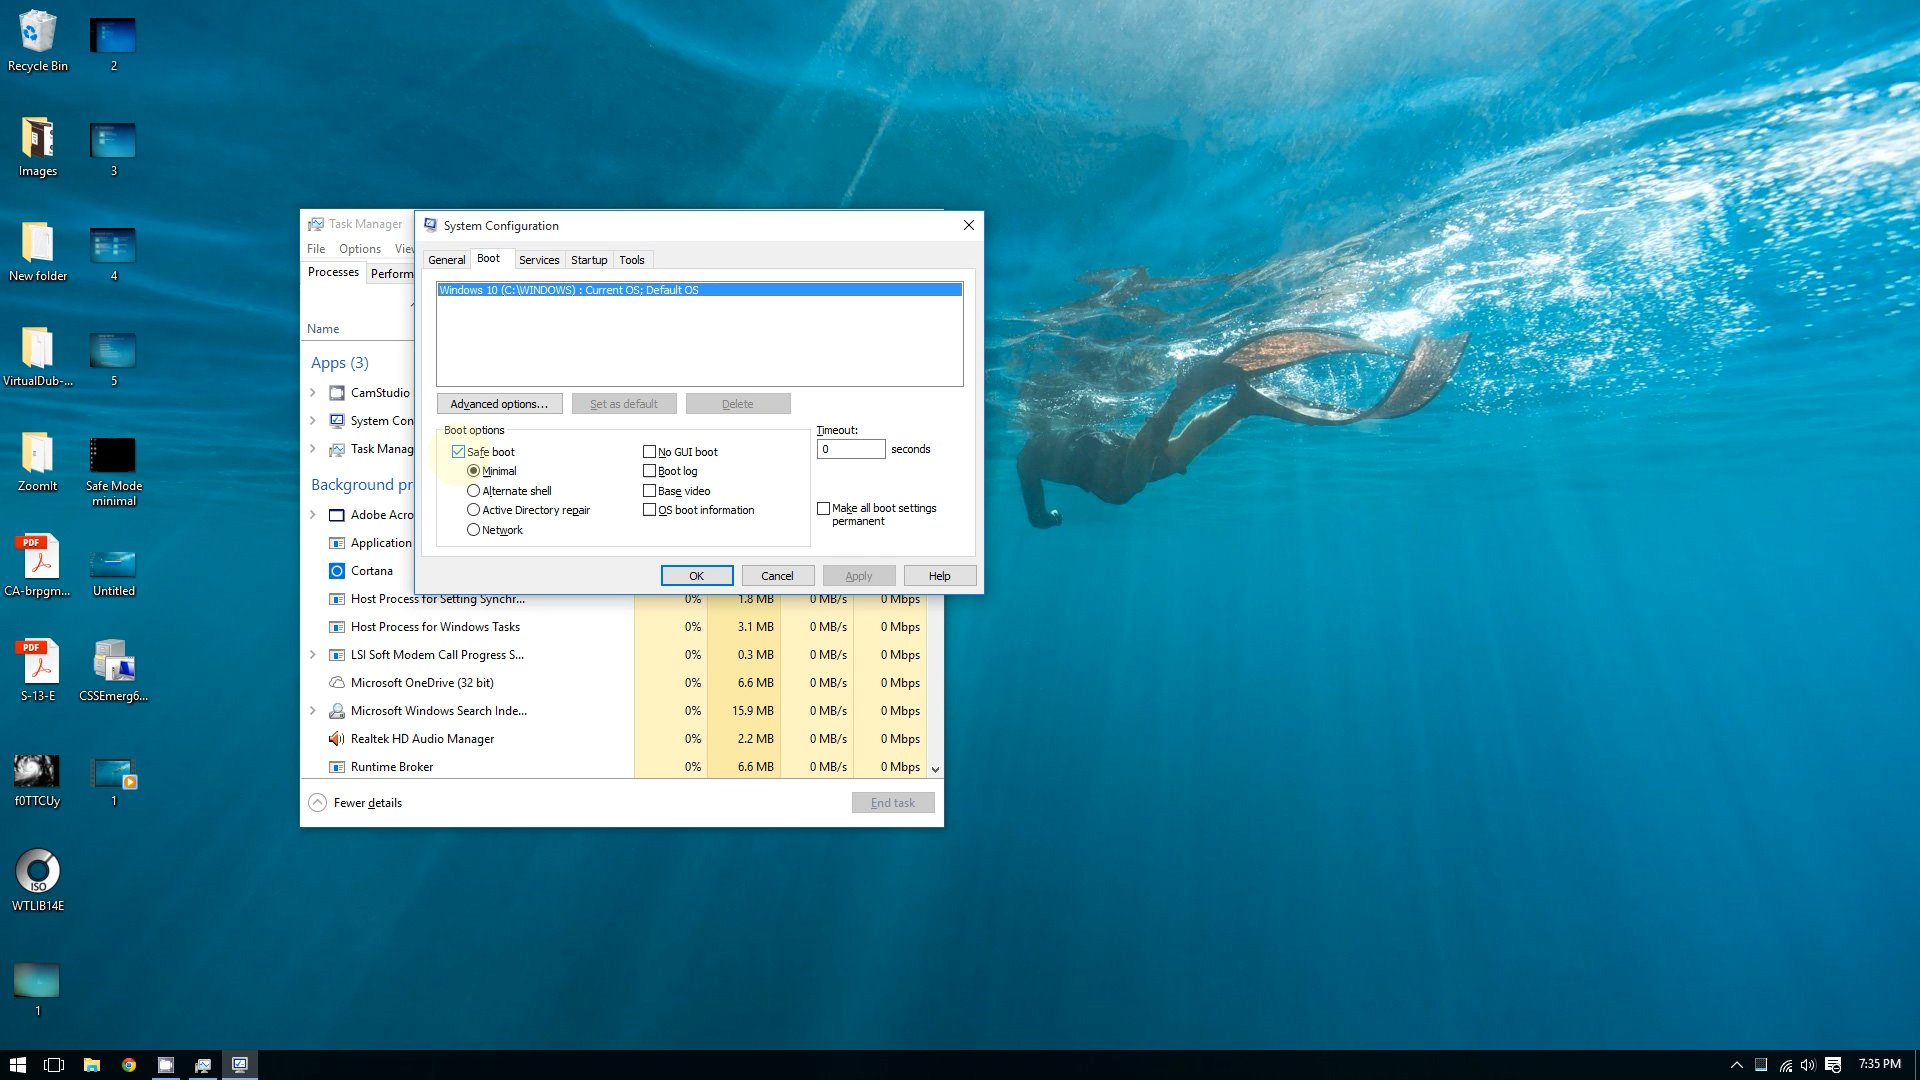 Recycle Bin
2
Images
3
New folder
4
VirtualDub-...
5
ZoomIt
Safe Mode
minimal
PDF
CA-brpgm...
Untitled
PDF
S-13-E
CSSEmerg6...
f0TTCUy
1
ISO
WTLIB14E
1
Task Manager
File Options Viev
Processes Perform
Name
Apps (3)
CamStudio
System Con
Task Manag
Background pr
Adobe Acro
Application
Cortana
Host Process for Setting Synchr... 0% 1.8 MB 0 MB/s 0 Mbps
Host Process for Windows Tasks 0% 3.1 MB 0 MB/s 0 Mbps
LSI Soft Modem Call Progress S... 0% 0.3 MB 0 MB/s 0 Mbps
Microsoft OneDrive (32 bit) 0% 6.6 MB 0 MB/s 0 Mbps
Microsoft Windows Search Inde... 0% 15.9 MB 0 MB/s 0 Mbps
Realtek HD Audio Manager 0% 2.2 MB 0 MB/s 0 Mbps
Runtime Broker 0% 6.6 MB 0 MB/s 0 Mbps
Fewer details
End task
System Configuration
General Boot Services Startup Tools
Windows 10 (C:\WINDOWS) : Current OS; Default OS
Advanced options... Set as default Delete
Boot options
Safe boot
Minimal
Alternate shell
Active Directory repair
Network
No GUI boot
Boot log
Base video
OS boot information
Timeout:
0 seconds
Make all boot settings
permanent
OK Cancel Apply Help
7:35 PM